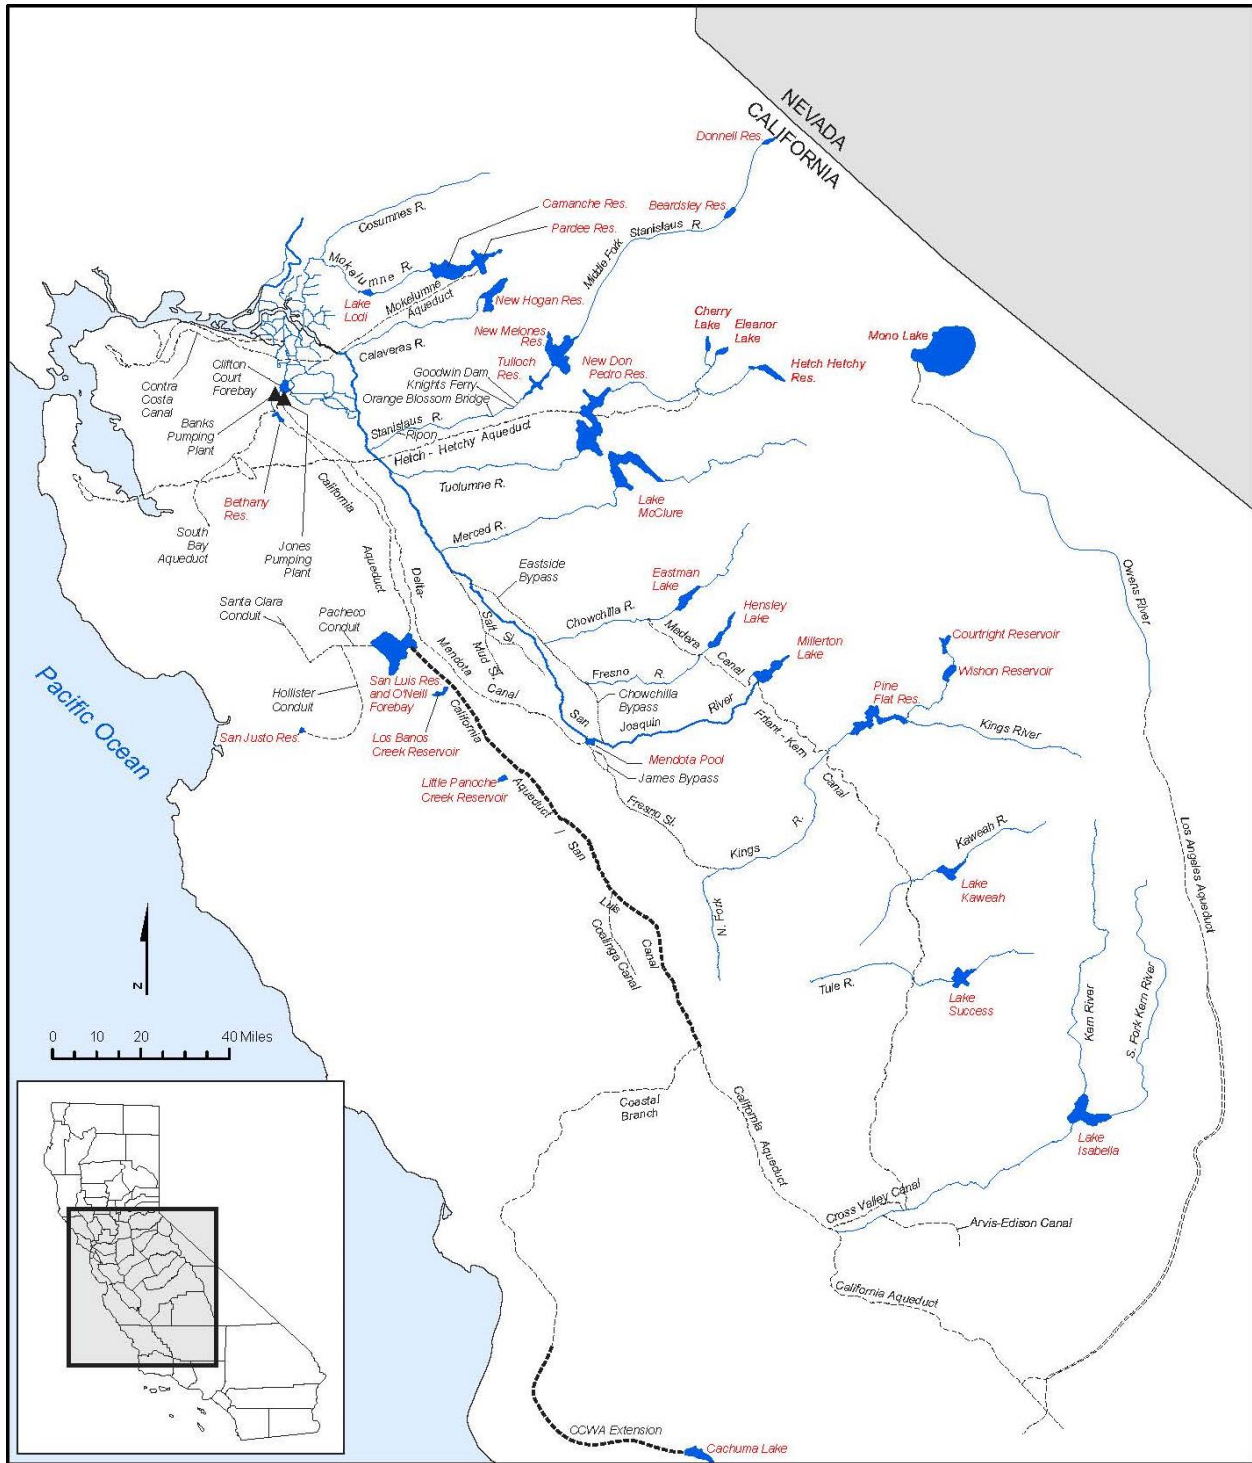 NEVADA
CALIFORNIA
Donnell Res.
Beardsley Res.
Stanislaus R.
Middle Fork
Cosumnes R.
Camanche Res.
Pardee Res.
Mokelumne R.
Lake
Lodi
Mokelumne
Aqueduct
New Hogan Res.
Calaveras R.
New Melones
Res.
Tulloch
Res.
New Don
Pedro Res.
Cherry
Lake
Eleanor
Lake
Hetch Hetchy
Res.
Mono Lake
Contra
Costa
Canal
Clifton
Court
Forebay
Banks
Pumping
Plant
Goodwin Dam
Knights Ferry
Orange Blossom Bridge
Stanislaus R.
Ripon
Hetch - Hetchy Aqueduct
Tuolumne R.
Lake
McClure
Merced R.
Bethany
Res.
South
Bay
Aqueduct
Jones
Pumping
Plant
California
Aqueduct
Delta-
Mendota
Canal
Eastside
Bypass
Eastman
Lake
Hensley
Lake
Millerton
Lake
Chowchilla R.
Madera
Canal
Salt Sl.
Mud Sl.
Fresno R.
Chowchilla
Bypass
San
Joaquin
River
Santa Clara
Conduit
Pacheco
Conduit
Hollister
Conduit
San Justo Res.
San Luis Res.
and O'Neill
Forebay
Los Banos
Creek Reservoir
Little Panoche
Creek Reservoir
California
Aqueduct / San
Luis
Canal
Coalinga Canal
Mendota Pool
James Bypass
Fresno Sl.
Friant - Kern
Canal
Courtright Reservoir
Wishon Reservoir
Pine
Flat Res.
Kings River
Kings R.
N. Fork
Owens River
Los Angeles Aqueduct
Kaweah R.
Lake
Kaweah
Tule R.
Lake
Success
Kern River
S. Fork Kern River
Lake
Isabella
Pacific Ocean
N
0 10 20 40 Miles
Coastal
Branch
California Aqueduct
Cross Valley Canal
Arvis-Edison Canal
California Aqueduct
CCWA Extension
Cachuma Lake